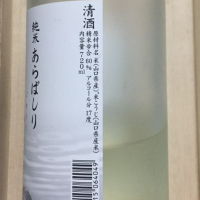 清酒
原材料名 米(山口県産)、米こうじ(山口県産米)
精米歩合 60% アルコール分 17度
内容量 720ml
純米 あらばしり